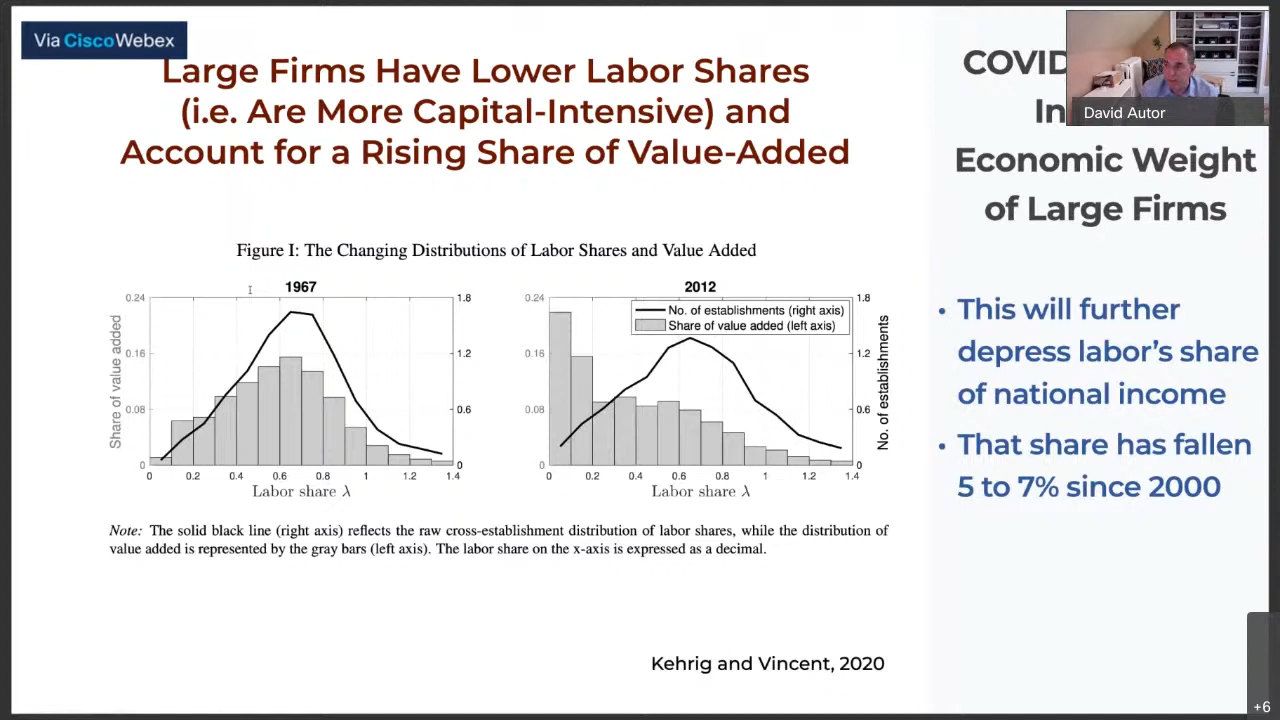 Via CiscoWebex
Large Firms Have Lower Labor Shares
(i.e. Are More Capital-Intensive) and
Account for a Rising Share of Value-Added
Figure I: The Changing Distributions of Labor Shares and Value Added
1967
0.24
0.16
0.08
0
1.8
1.2
0.6
0
Share of value added
0 0.2 0.4 0.6 0.8 1 1.2 1.4
Labor share λ
2012
0.24
0.16
0.08
0
No. of establishments (right axis)
Share of value added (left axis)
1.8
1.2
0.6
0
No. of establishments
0 0.2 0.4 0.6 0.8 1 1.2 1.4
Labor share λ
Note: The solid black line (right axis) reflects the raw cross-establishment distribution of labor shares, while the distribution of
value added is represented by the gray bars (left axis). The labor share on the x-axis is expressed as a decimal.
Kehrig and Vincent, 2020
COVID
In
Economic Weight
of Large Firms
David Autor
• This will further
depress labor’s share
of national income
• That share has fallen
5 to 7% since 2000
+6